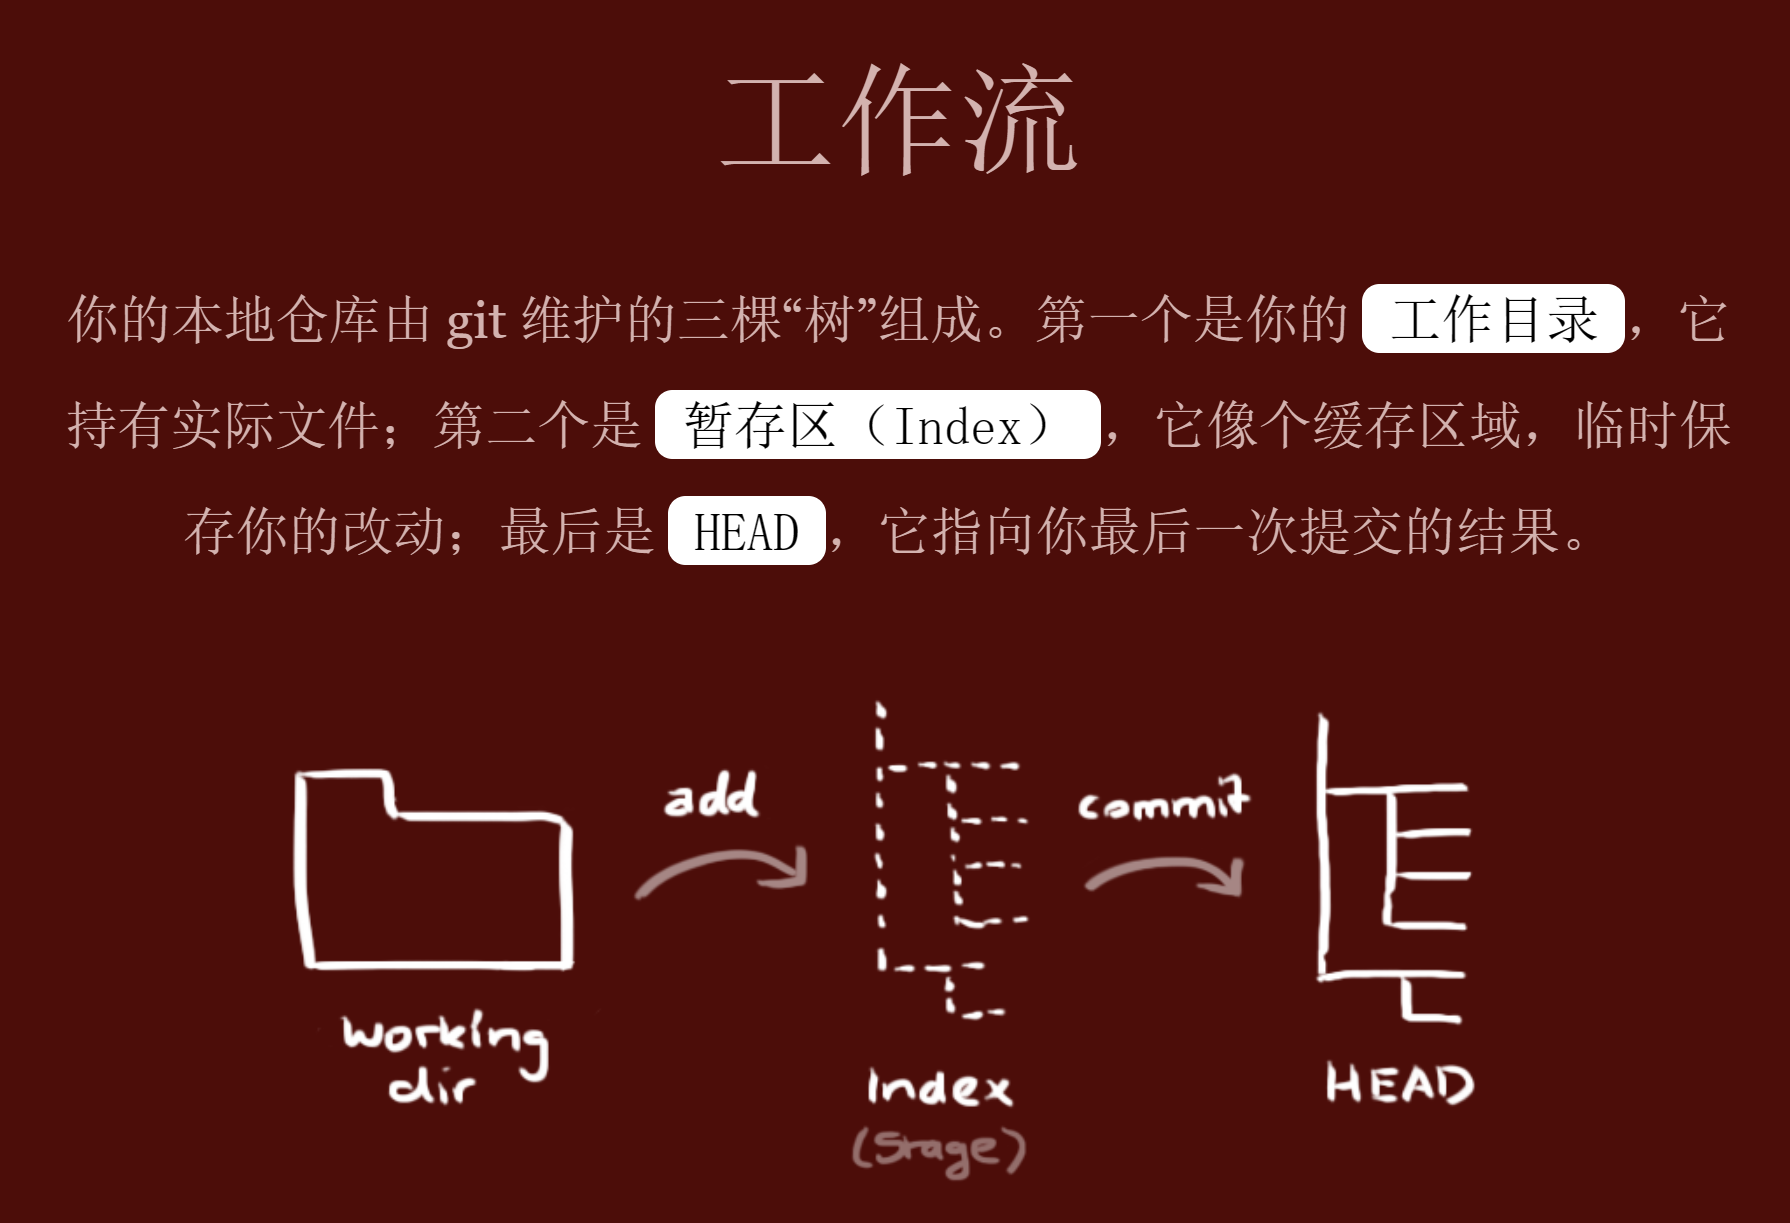 工作流
你的本地仓库由 git 维护的三棵“树”组成。第一个是你的 工作目录，它
持有实际文件；第二个是 暂存区（Index），它像个缓存区域，临时保
存你的改动；最后是 HEAD，它指向你最后一次提交的结果。
add
commit
working
dir
Index
(Stage)
HEAD